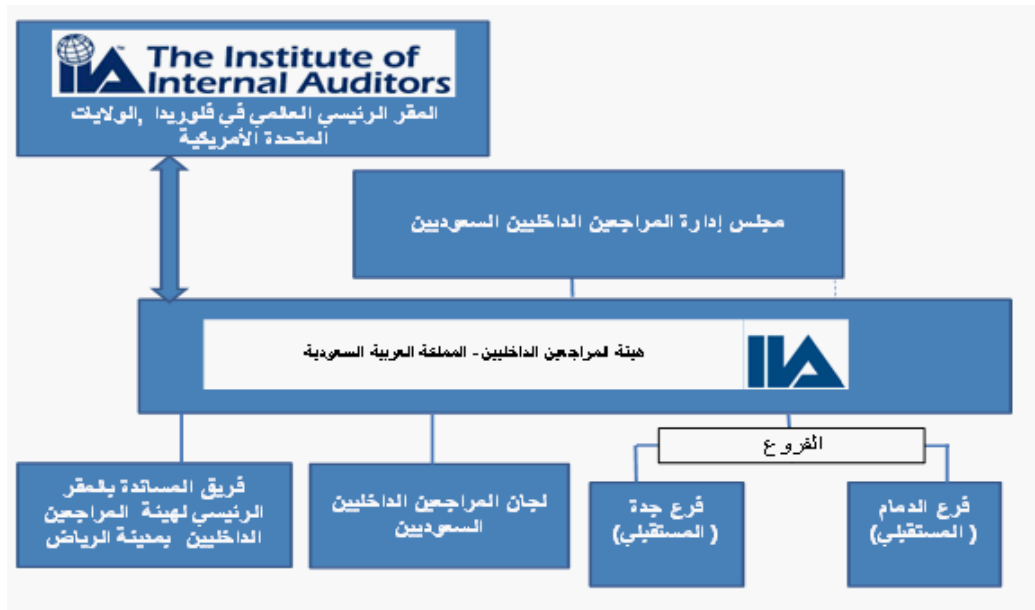 The Institute of
Internal Auditors
المقر الرئيسي العالمي في فلوريدا ,الولايات
المتحدة الأمريكية
مجلس إدارة المراجعين الداخليين السعوديين
هيئة المراجعين الداخليين - المملكة العربية السعودية
IIA
الفروع
فريق المساندة بالمقر
الرئيسي لهيئة المراجعين
الداخليين بمدينة الرياض
لجان المراجعين الداخليين
السعوديين
فرع جدة
( المستقبلي)
فرع الدمام
( المستقبلي)